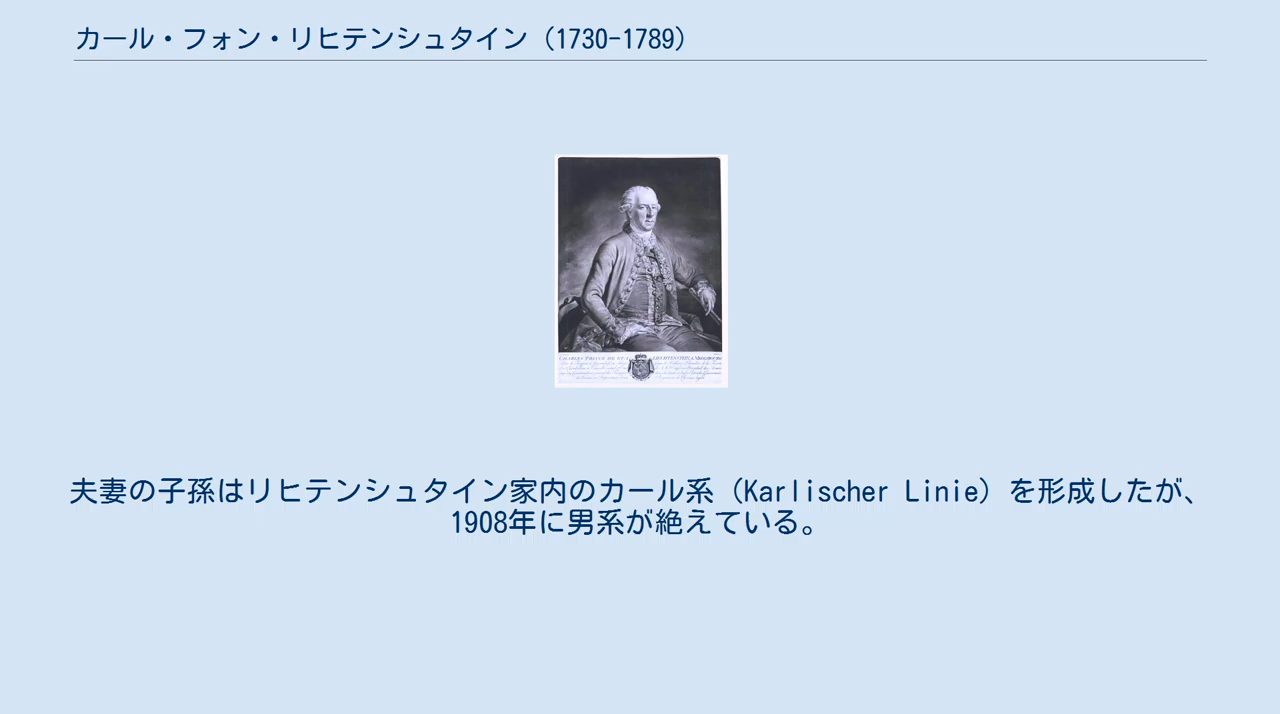 カール・フォン・リヒテンシュタイン（1730-1789）
夫妻の子孫はリヒテンシュタイン家内のカール系（Karlischer Linie）を形成したが、
1908年に男系が絶えている。